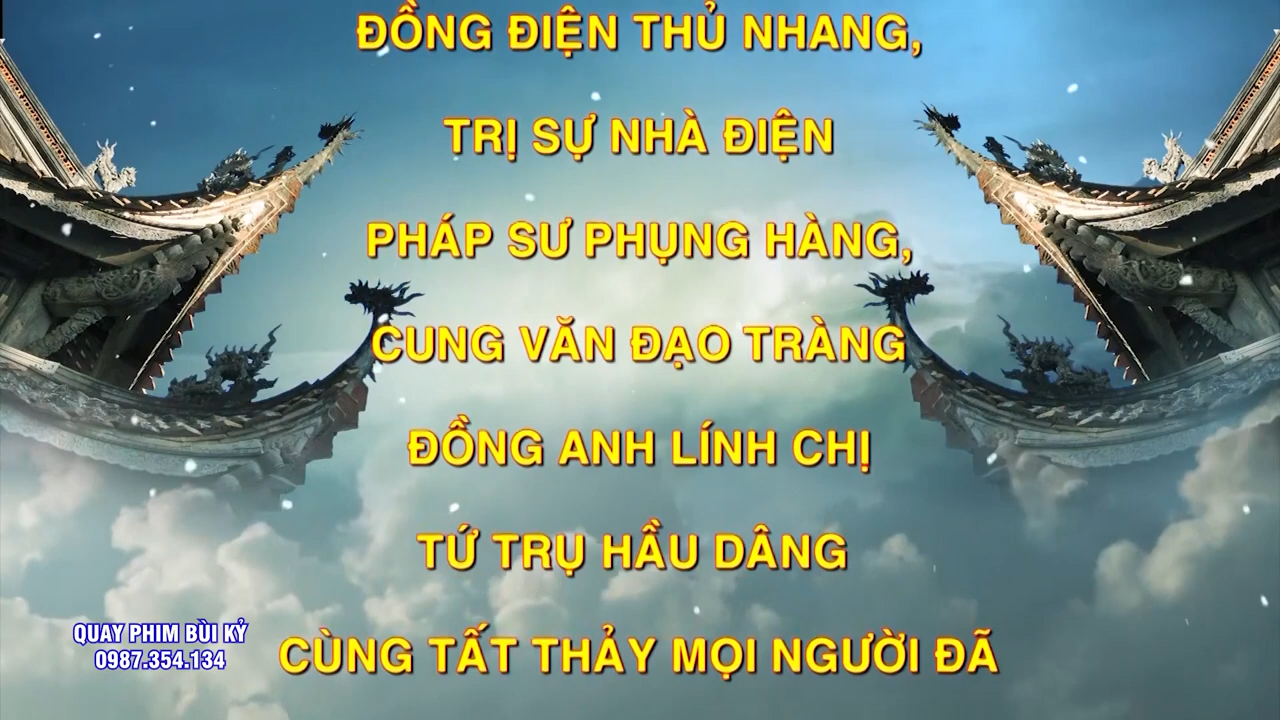 ĐỒNG ĐIỆN THỦ NHANG,
TRỊ SỰ NHÀ ĐIỆN
PHÁP SƯ PHỤNG HÀNG,
CUNG VĂN ĐẠO TRÀNG
ĐỒNG ANH LÍNH CHỊ
TỨ TRỤ HẦU DÂNG
CÙNG TẤT THẢY MỌI NGƯỜI ĐÃ
QUAY PHIM BÙI KỶ
0987.354.134